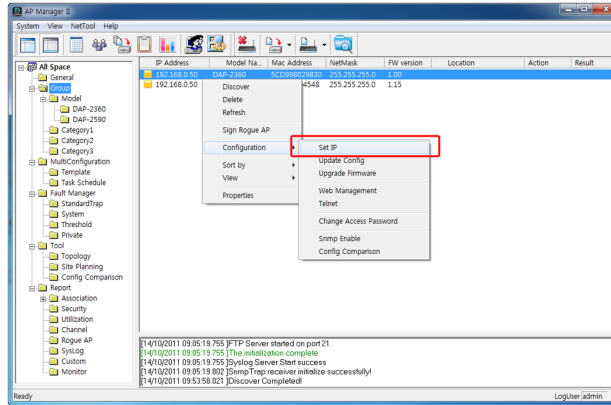 AP Manager II
System View NetTool Help
IP Address Model Na... Mac Address NetMask FW version Location Action Result
192.168.0.50 DAP-2360 5CD998029830 255.255.255.0 1.00
192.168.0.50 4548 255.255.255.0 1.15
All Space
General
Group
Model
DAP-2360
DAP-2590
Category1
Category2
Category3
MultiConfiguration
Template
Task Schedule
Fault Manager
StandardTrap
System
Threshold
Private
Tool
Topology
Site Planning
Config Comparison
Report
Association
Security
Utilization
Channel
Rogue AP
SysLog
Custom
Monitor
Discover
Delete
Refresh
Sign Rogue AP
Configuration
Sort by
View
Properties
Set IP
Update Config
Upgrade Firmware
Web Management
Telnet
Change Access Password
Snmp Enable
Config Comparison
[14/10/2011 09:05:19.755 ]FTP Server started on port 21.
[14/10/2011 09:05:19.755 ]The initialization complete
[14/10/2011 09:05:19.755 ]Syslog Server Start success
[14/10/2011 09:05:19.802 ]SnmpTrap receiver initialize successfully!
[14/10/2011 09:53:58.021 ]Discover Completed!
Ready LogUser admin